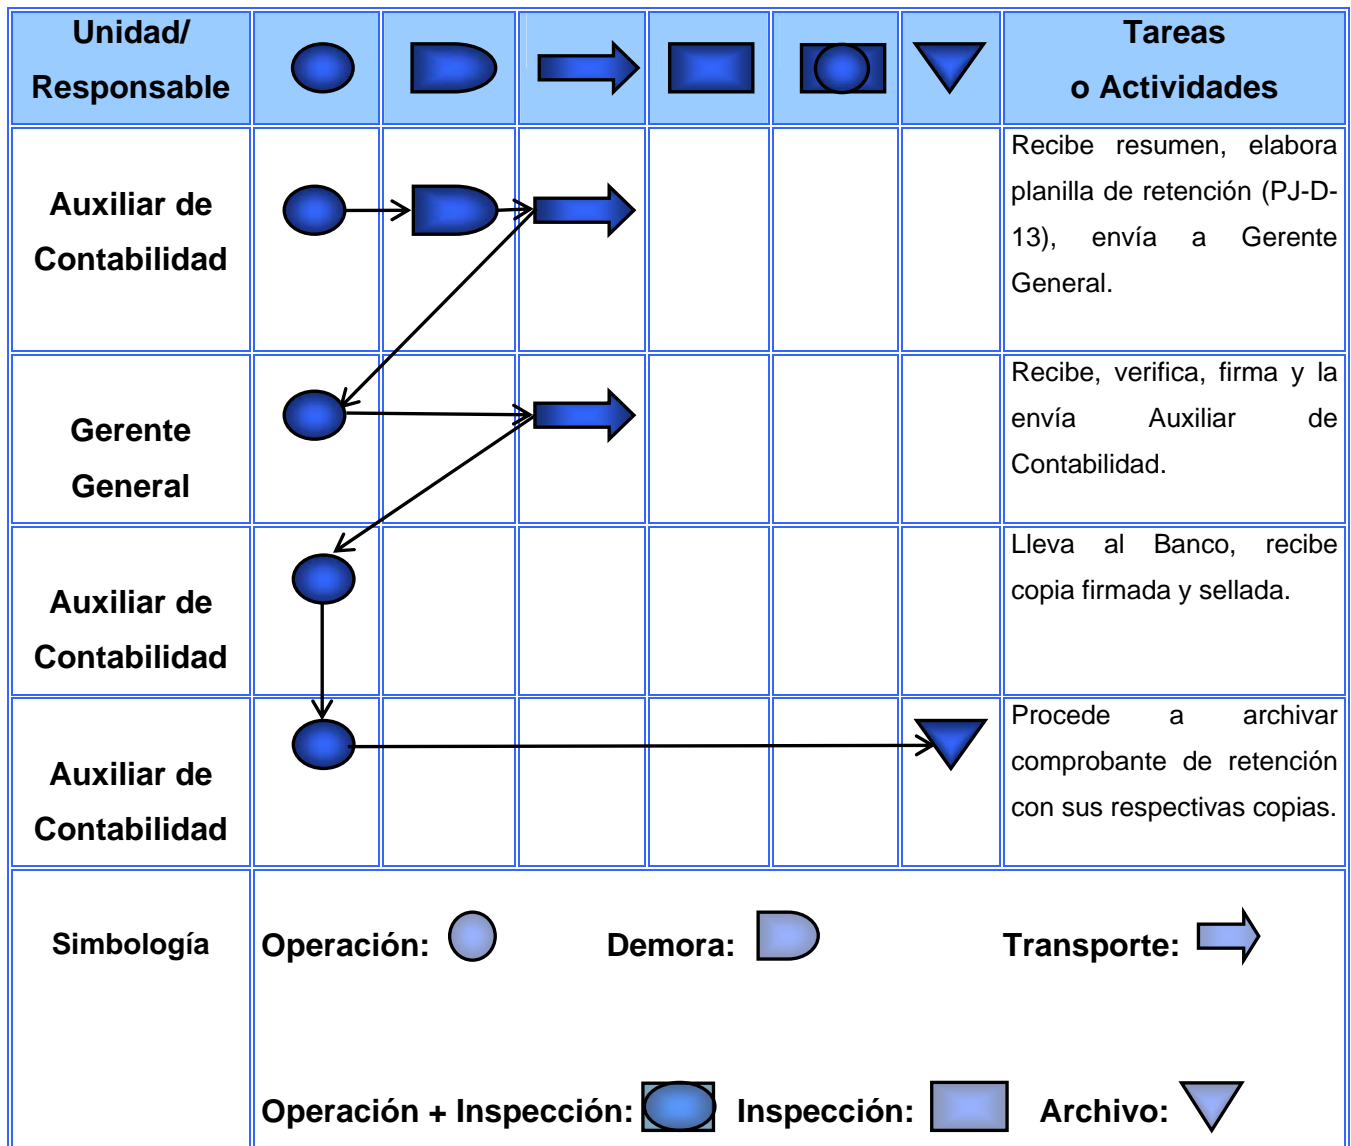 Unidad/
Responsable
Tareas
o Actividades
Auxiliar de
Contabilidad
Recibe resumen, elabora
planilla de retención (PJ-D-
13), envía a Gerente
General.
Gerente
General
Recibe, verifica, firma y la
envía Auxiliar de
Contabilidad.
Auxiliar de
Contabilidad
Lleva al Banco, recibe
copia firmada y sellada.
Auxiliar de
Contabilidad
Procede a archivar
comprobante de retención
con sus respectivas copias.
Simbología
Operación: Demora: Transporte:
Operación + Inspección: Inspección: Archivo: